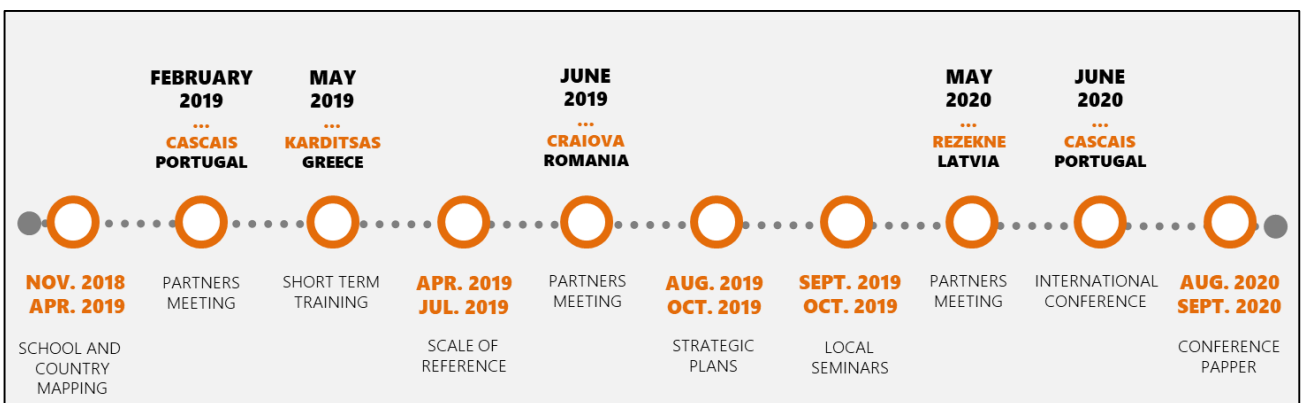 FEBRUARY
2019
...
CASCAIS
PORTUGAL
MAY
2019
...
KARDITSAS
GREECE
JUNE
2019
...
CRAIOVA
ROMANIA
MAY
2020
...
REZEKNE
LATVIA
JUNE
2020
...
CASCAIS
PORTUGAL
NOV. 2018
APR. 2019
SCHOOL AND
COUNTRY
MAPPING
PARTNERS
MEETING
SHORT TERM
TRAINING
APR. 2019
JUL. 2019
SCALE OF
REFERENCE
PARTNERS
MEETING
AUG. 2019
OCT. 2019
STRATEGIC
PLANS
SEPT. 2019
OCT. 2019
LOCAL
SEMINARS
PARTNERS
MEETING
INTERNATIONAL
CONFERENCE
AUG. 2020
SEPT. 2020
CONFERENCE
PAPPER